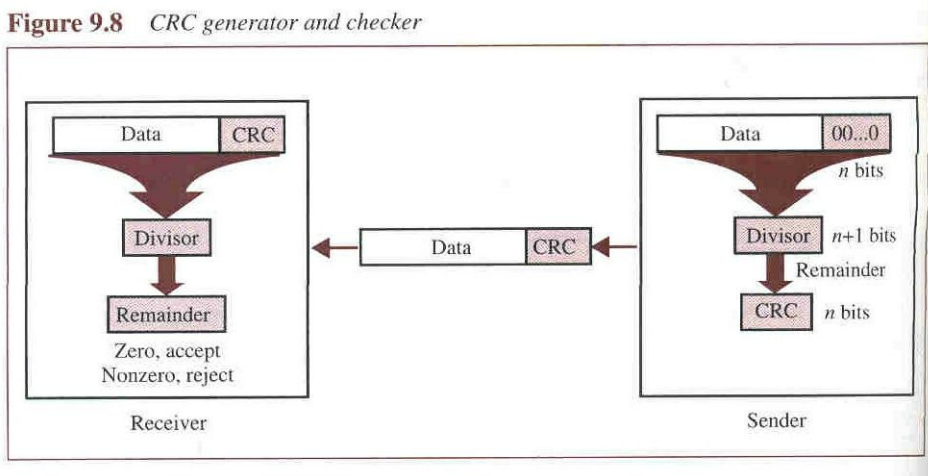 Figure 9.8 CRC generator and checker
Data CRC
Divisor
Remainder
Zero, accept
Nonzero, reject
Receiver
Data CRC
Data 00...0
n bits
Divisor n+1 bits
Remainder
CRC n bits
Sender